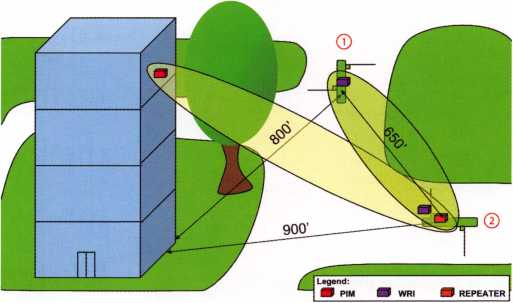 1
800'
650'
900'
2
Legend:
PIM WRI REPEATER